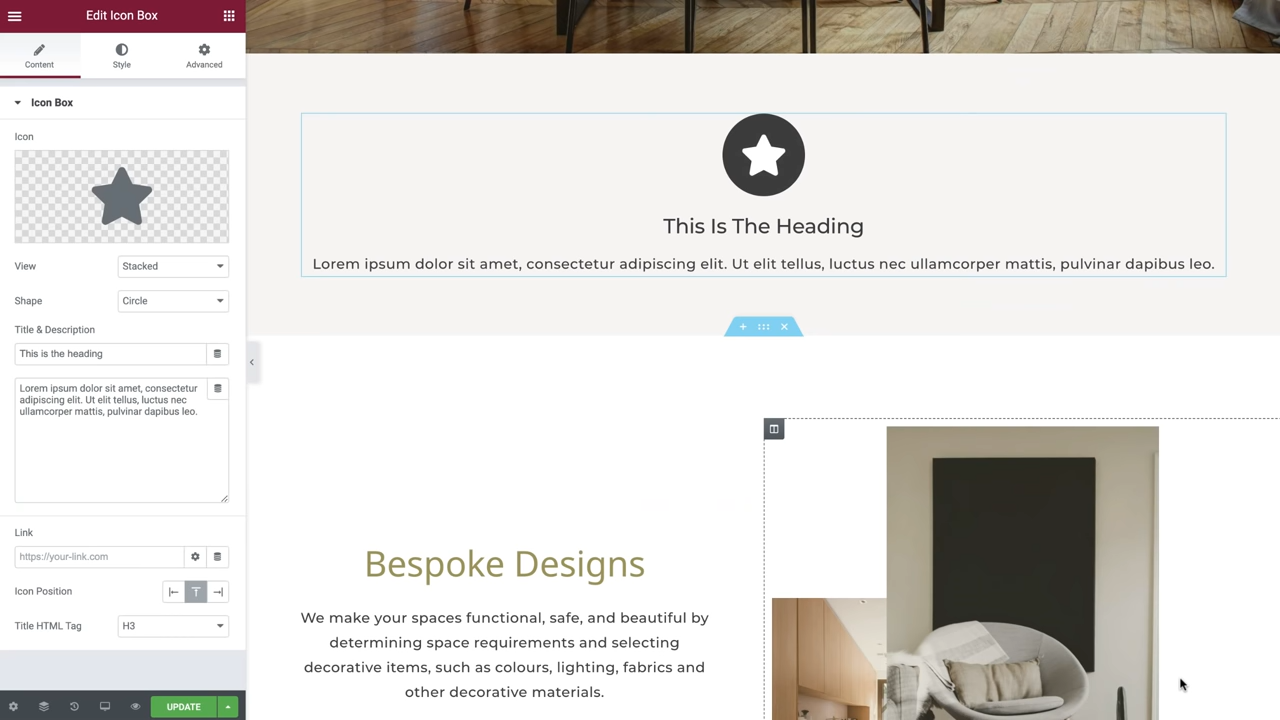 Edit Icon Box
Content
Style
Advanced
Icon Box
Icon
View
Stacked
Shape
Circle
Title & Description
This is the heading
Lorem ipsum dolor sit amet, consectetur
adipiscing elit. Ut elit tellus, luctus nec
ullamcorper mattis, pulvinar dapibus leo.
Link
https://your-link.com
Icon Position
Title HTML Tag
H3
UPDATE
This Is The Heading
Lorem ipsum dolor sit amet, consectetur adipiscing elit. Ut elit tellus, luctus nec ullamcorper mattis, pulvinar dapibus leo.
Bespoke Designs
We make your spaces functional, safe, and beautiful by
determining space requirements and selecting
decorative items, such as colours, lighting, fabrics and
other decorative materials.